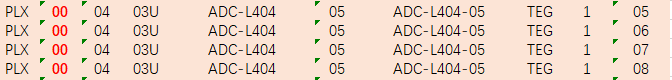 PLX 00 04 03U ADC-L404 05 ADC-L404-05 TEG 1 05
PLX 00 04 03U ADC-L404 05 ADC-L404-05 TEG 1 06
PLX 00 04 03U ADC-L404 05 ADC-L404-05 TEG 1 07
PLX 00 04 03U ADC-L404 05 ADC-L404-05 TEG 1 08